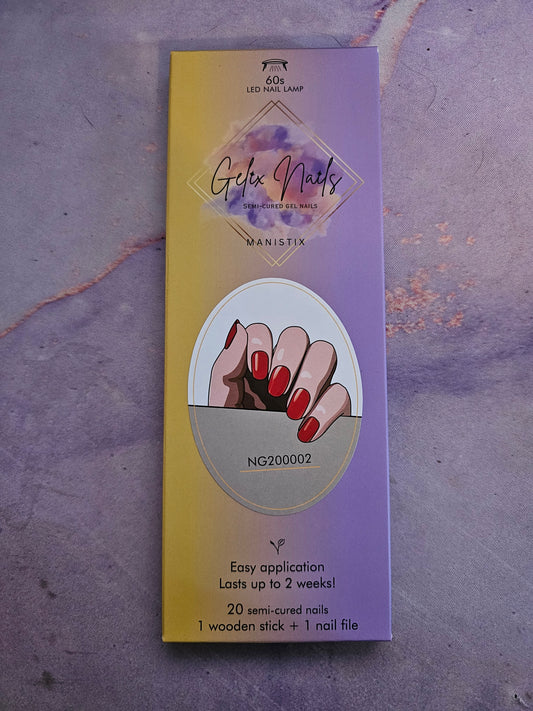 60s
LED NAIL LAMP
Gelix Nails
SEMI-CURED GEL NAILS
MANISTIX
NG200002
Easy application
Lasts up to 2 weeks!
20 semi-cured nails
1 wooden stick + 1 nail file